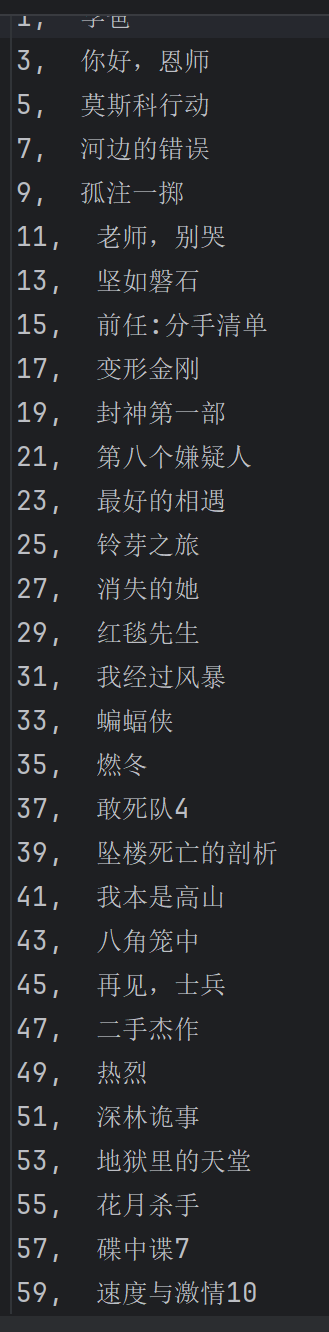 3,  你好，恩师
5,  莫斯科行动
7,  河边的错误
9,  孤注一掷
11,  老师，别哭
13,  坚如磐石
15,  前任:分手清单
17,  变形金刚
19,  封神第一部
21,  第八个嫌疑人
23,  最好的相遇
25,  铃芽之旅
27,  消失的她
29,  红毯先生
31,  我经过风暴
33,  蝙蝠侠
35,  燃冬
37,  敢死队4
39,  坠楼死亡的剖析
41,  我本是高山
43,  八角笼中
45,  再见，士兵
47,  二手杰作
49,  热烈
51,  深林诡事
53,  地狱里的天堂
55,  花月杀手
57,  碟中谍7
59,  速度与激情10